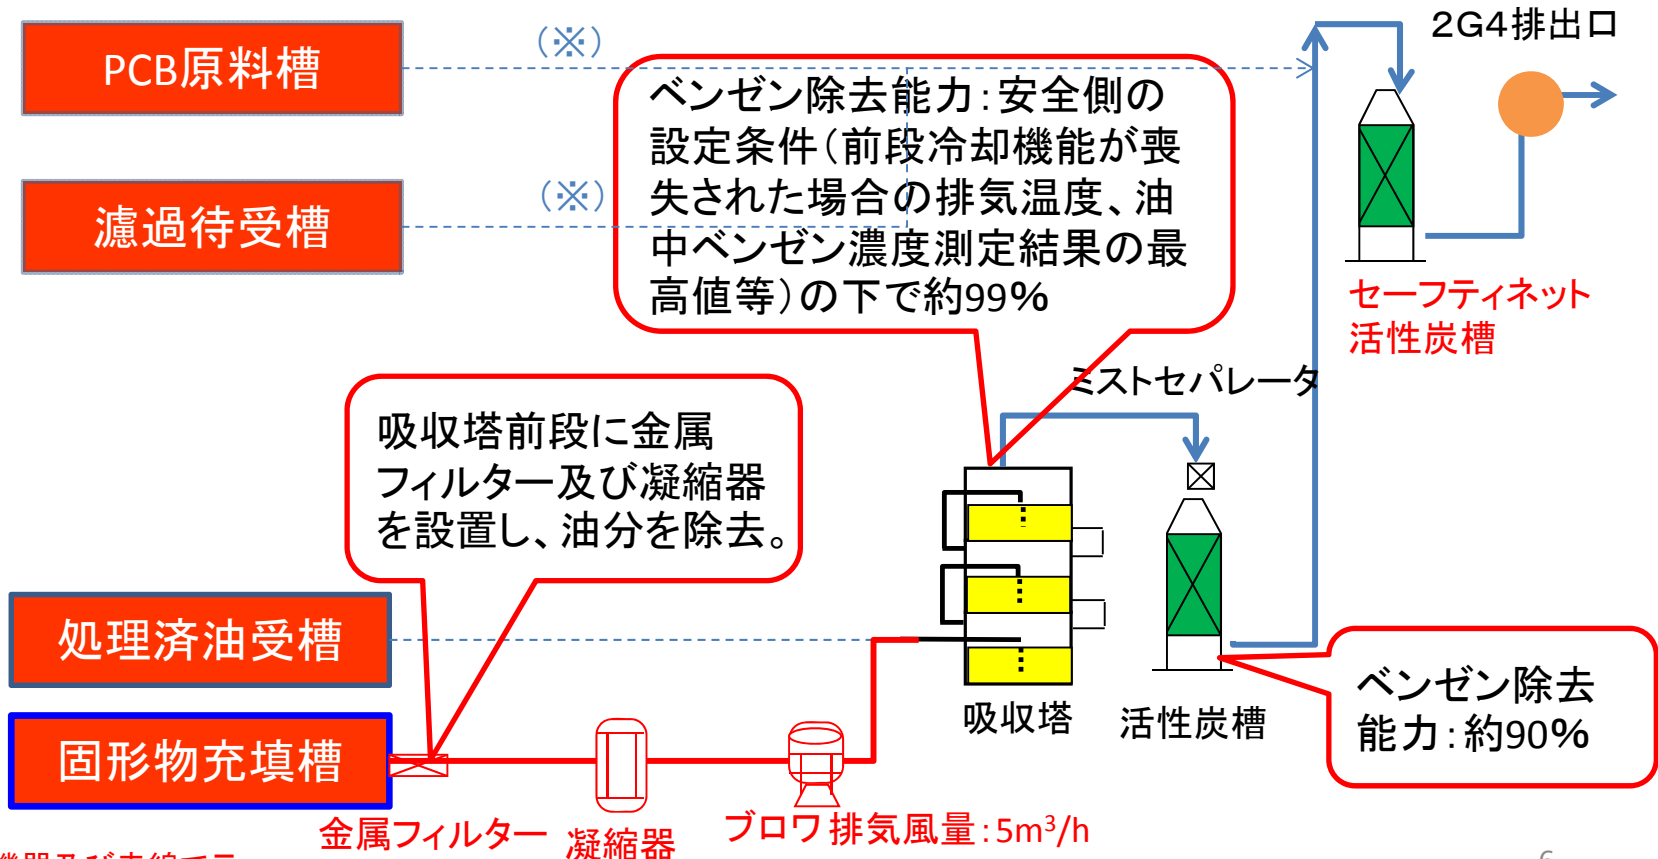 PCB原料槽
(※)
2G4排出口
ベンゼン除去能力:安全側の
設定条件(前段冷却機能が喪
失された場合の排気温度、油
中ベンゼン濃度測定結果の最
高値等)の下で約99%
濾過待受槽
(※)
セーフティネット
活性炭槽
ミストセパレータ
吸収塔前段に金属
フィルター及び凝縮器
を設置し、油分を除去。
処理済油受槽
吸収塔
活性炭槽
ベンゼン除去
能力:約90%
固形物充填槽
金属フィルター
凝縮器
ブロワ排気風量:5m³/h